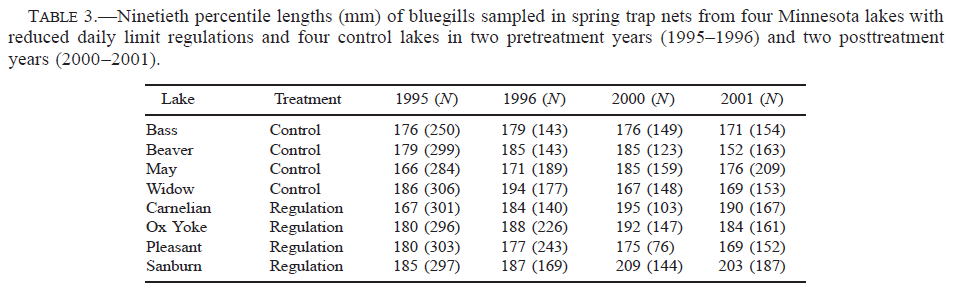 TABLE 3.—Ninetieth percentile lengths (mm) of bluegills sampled in spring trap nets from four Minnesota lakes with
reduced daily limit regulations and four control lakes in two pretreatment years (1995–1996) and two posttreatment
years (2000–2001).
Lake Treatment 1995 (N) 1996 (N) 2000 (N) 2001 (N)
Bass Control 176 (250) 179 (143) 176 (149) 171 (154)
Beaver Control 179 (299) 185 (143) 185 (123) 152 (163)
May Control 166 (284) 171 (189) 185 (159) 176 (209)
Widow Control 186 (306) 194 (177) 167 (148) 169 (153)
Carnelian Regulation 167 (301) 184 (140) 195 (103) 190 (167)
Ox Yoke Regulation 180 (296) 188 (226) 192 (147) 184 (161)
Pleasant Regulation 180 (303) 177 (243) 175 (76) 169 (152)
Sanburn Regulation 185 (297) 187 (169) 209 (144) 203 (187)